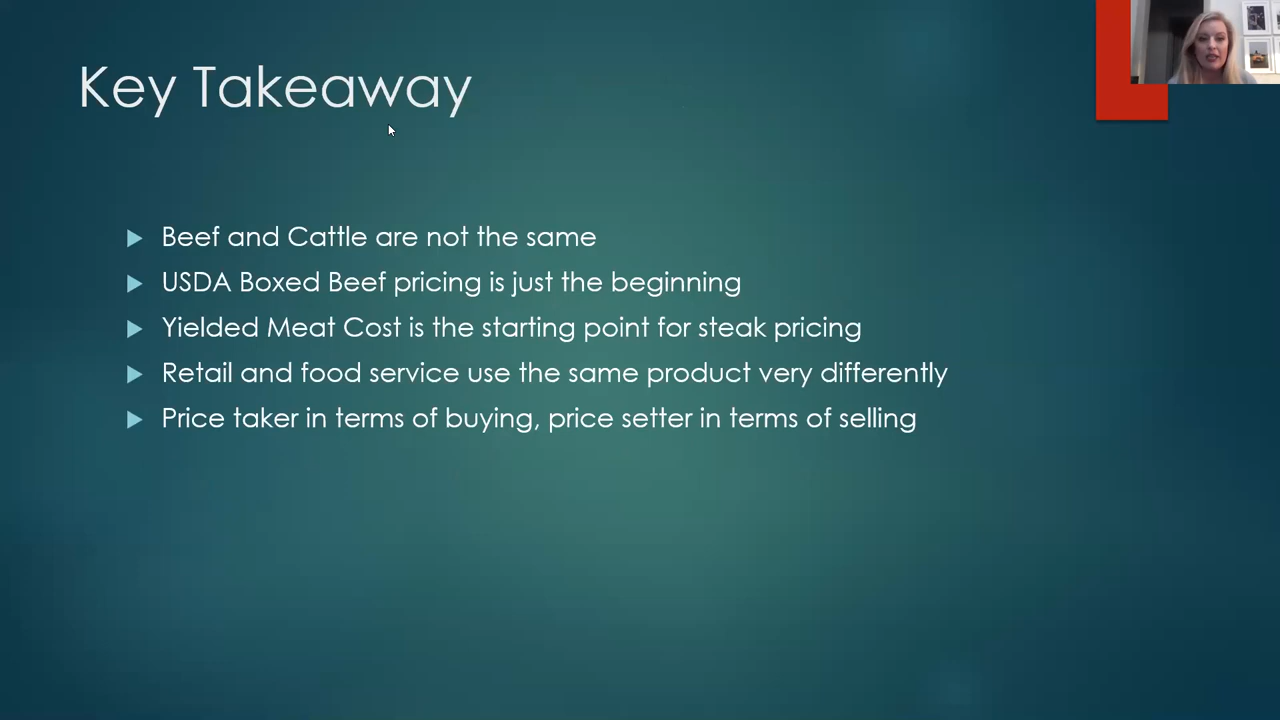 Key Takeaway
Beef and Cattle are not the same
USDA Boxed Beef pricing is just the beginning
Yielded Meat Cost is the starting point for steak pricing
Retail and food service use the same product very differently
Price taker in terms of buying, price setter in terms of selling